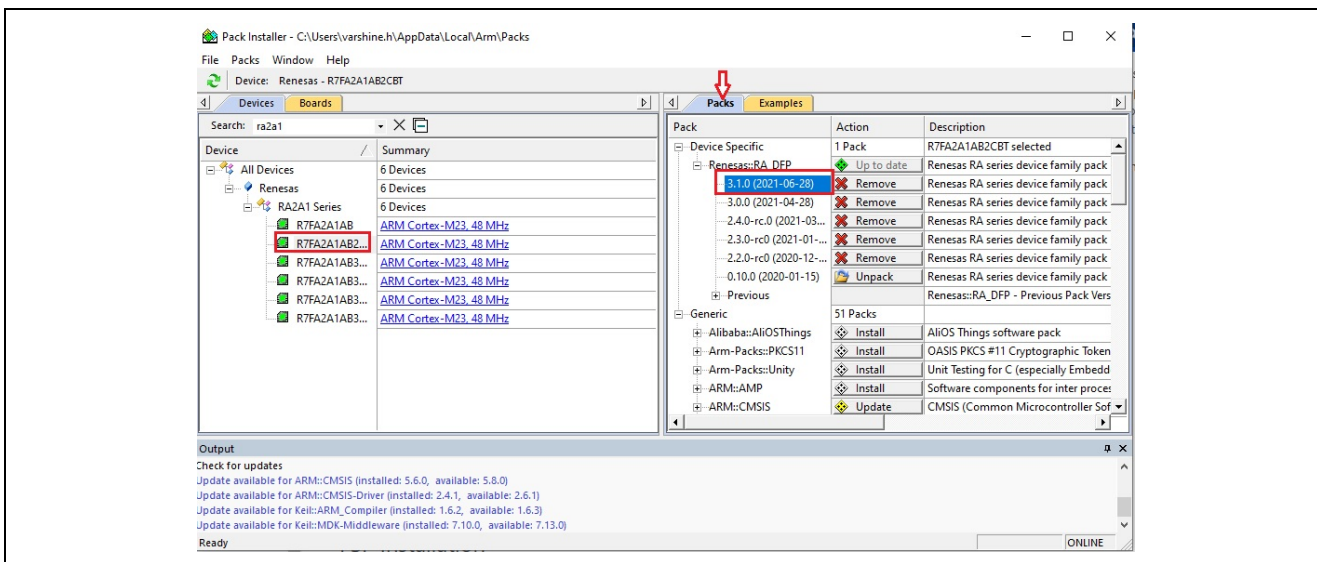 Pack Installer - C:\Users\varshine.h\AppData\Local\Arm\Packs
File Packs Window Help
Device: Renesas - R7FA2A1AB2CBT
Devices Boards
Search: ra2a1
Device Summary
All Devices 6 Devices
Renesas 6 Devices
RA2A1 Series 6 Devices
R7FA2A1AB ARM Cortex-M23, 48 MHz
R7FA2A1AB2... ARM Cortex-M23, 48 MHz
R7FA2A1AB3... ARM Cortex-M23, 48 MHz
R7FA2A1AB3... ARM Cortex-M23, 48 MHz
R7FA2A1AB3... ARM Cortex-M23, 48 MHz
R7FA2A1AB3... ARM Cortex-M23, 48 MHz
Packs Examples
Pack Action Description
Device Specific 1 Pack R7FA2A1AB2CBT selected
Renesas::RA_DFP Up to date Renesas RA series device family pack
3.1.0 (2021-06-28) Remove Renesas RA series device family pack
3.0.0 (2021-04-28) Remove Renesas RA series device family pack
2.4.0-rc.0 (2021-03... Remove Renesas RA series device family pack
2.3.0-rc0 (2021-01-... Remove Renesas RA series device family pack
2.2.0-rc0 (2020-12-... Remove Renesas RA series device family pack
0.10.0 (2020-01-15) Unpack Renesas RA series device family pack
Previous Renesas::RA_DFP - Previous Pack Vers
Generic 51 Packs
Alibaba::AliOSThings Install AliOS Things software pack
Arm-Packs::PKCS11 Install OASIS PKCS #11 Cryptographic Token
Arm-Packs::Unity Install Unit Testing for C (especially Embedd
ARM::AMP Install Software components for inter proces
ARM::CMSIS Update CMSIS (Common Microcontroller Sof
Output
Check for updates
Update available for ARM::CMSIS (installed: 5.6.0, available: 5.8.0)
Update available for ARM::CMSIS-Driver (installed: 2.4.1, available: 2.6.1)
Update available for Keil::ARM_Compiler (installed: 1.6.2, available: 1.6.3)
Update available for Keil::MDK-Middleware (installed: 7.10.0, available: 7.13.0)
Ready ONLINE